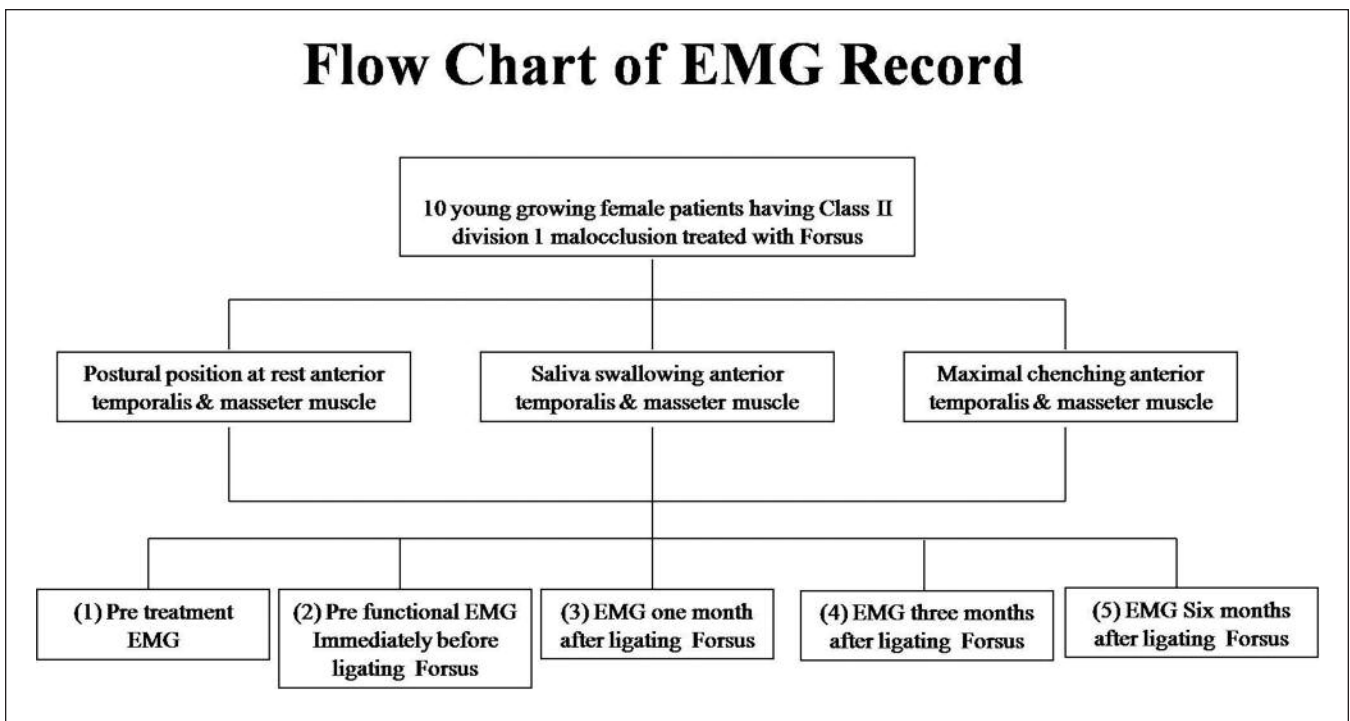 Flow Chart of EMG Record
10 young growing female patients having Class II
division 1 malocclusion treated with Forsus
Postural position at rest anterior
temporalis & masseter muscle
Saliva swallowing anterior
temporalis & masseter muscle
Maximal chenching anterior
temporalis & masseter muscle
(1) Pre treatment
EMG
(2) Pre functional EMG
Immediately before
ligating Forsus
(3) EMG one month
after ligating Forsus
(4) EMG three months
after ligating Forsus
(5) EMG Six months
after ligating Forsus